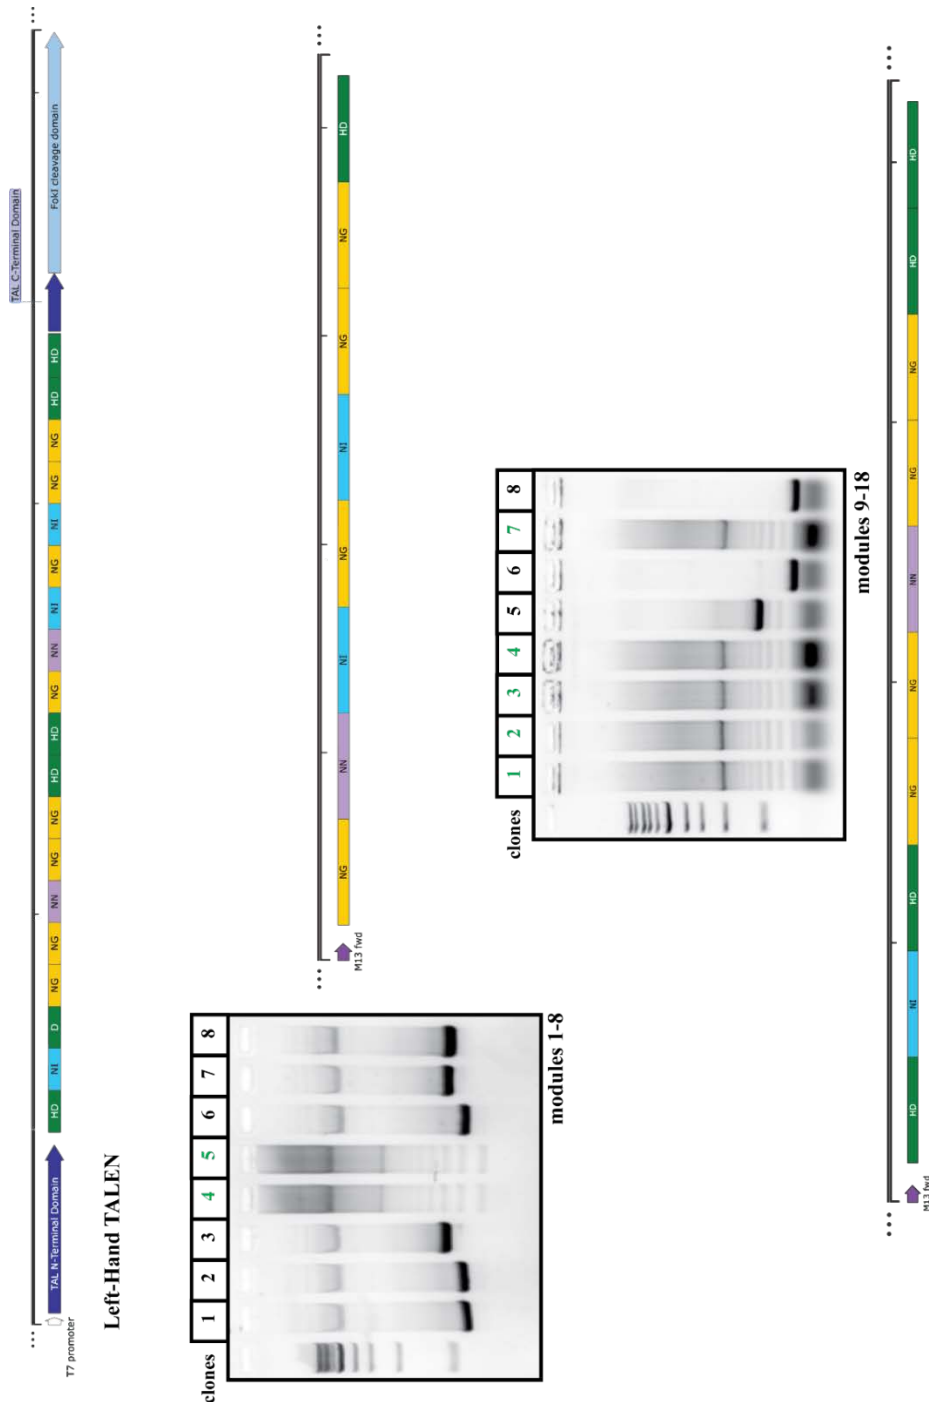 TAL C-Terminal Domain
TAL N-Terminal Domain HD NI D NG NG NN NG NG HD HD NG NN NI NG NI NG NG HD HD FokI cleavage domain
T7 promoter
Left-Hand TALEN
clones 1 2 3 4 5 6 7 8
modules 1-8
NG NN NI NG NI NG NG HD
M13 fwd
clones 1 2 3 4 5 6 7 8
modules 9-18
HD NI HD NG NG NN NG NG HD HD
M13 fwd